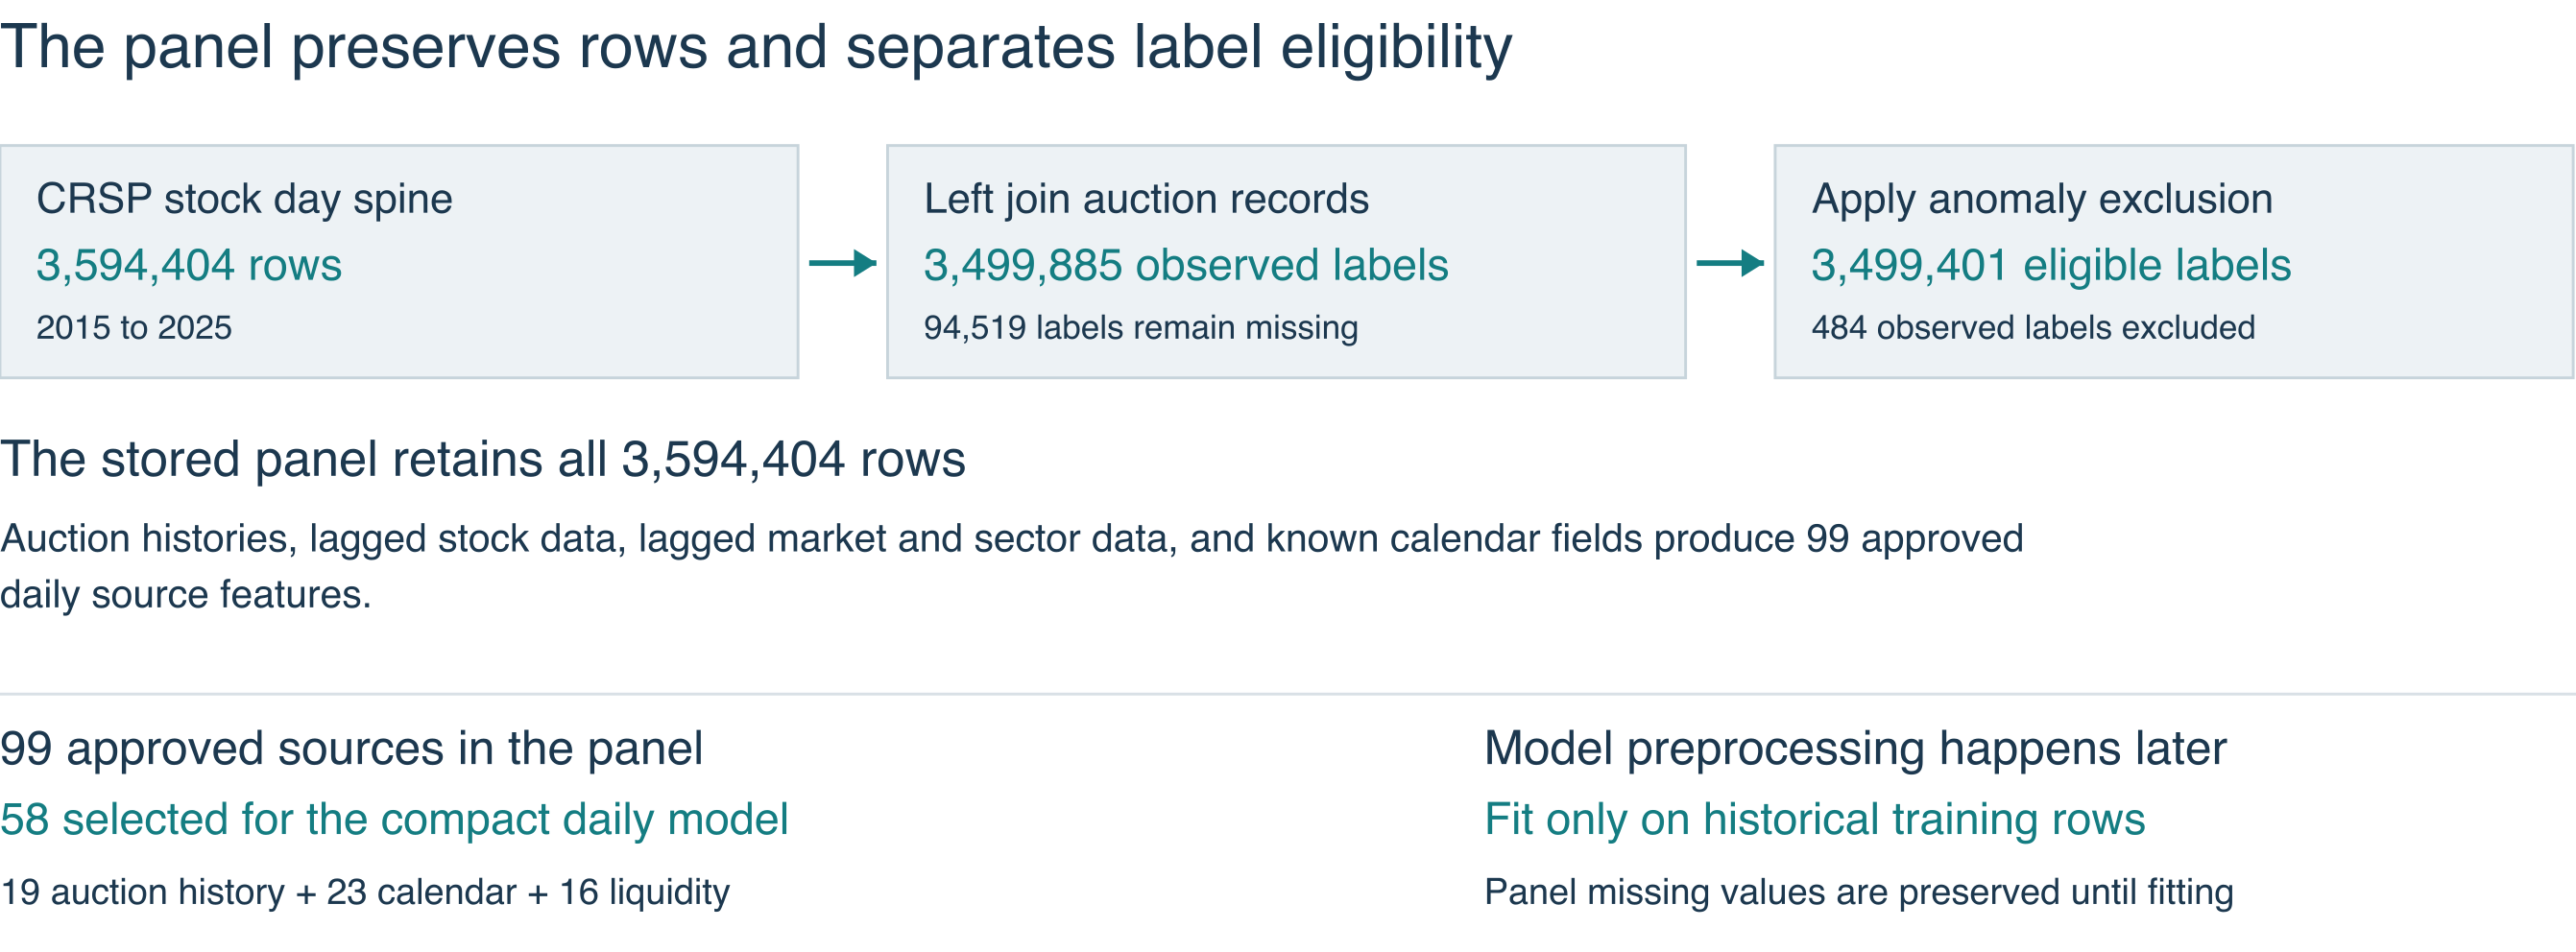 The panel preserves rows and separates label eligibility
CRSP stock day spine
3,594,404 rows
2015 to 2025
Left join auction records
3,499,885 observed labels
94,519 labels remain missing
Apply anomaly exclusion
3,499,401 eligible labels
484 observed labels excluded
The stored panel retains all 3,594,404 rows
Auction histories, lagged stock data, lagged market and sector data, and known calendar fields produce 99 approved
daily source features.
99 approved sources in the panel
58 selected for the compact daily model
19 auction history + 23 calendar + 16 liquidity
Model preprocessing happens later
Fit only on historical training rows
Panel missing values are preserved until fitting